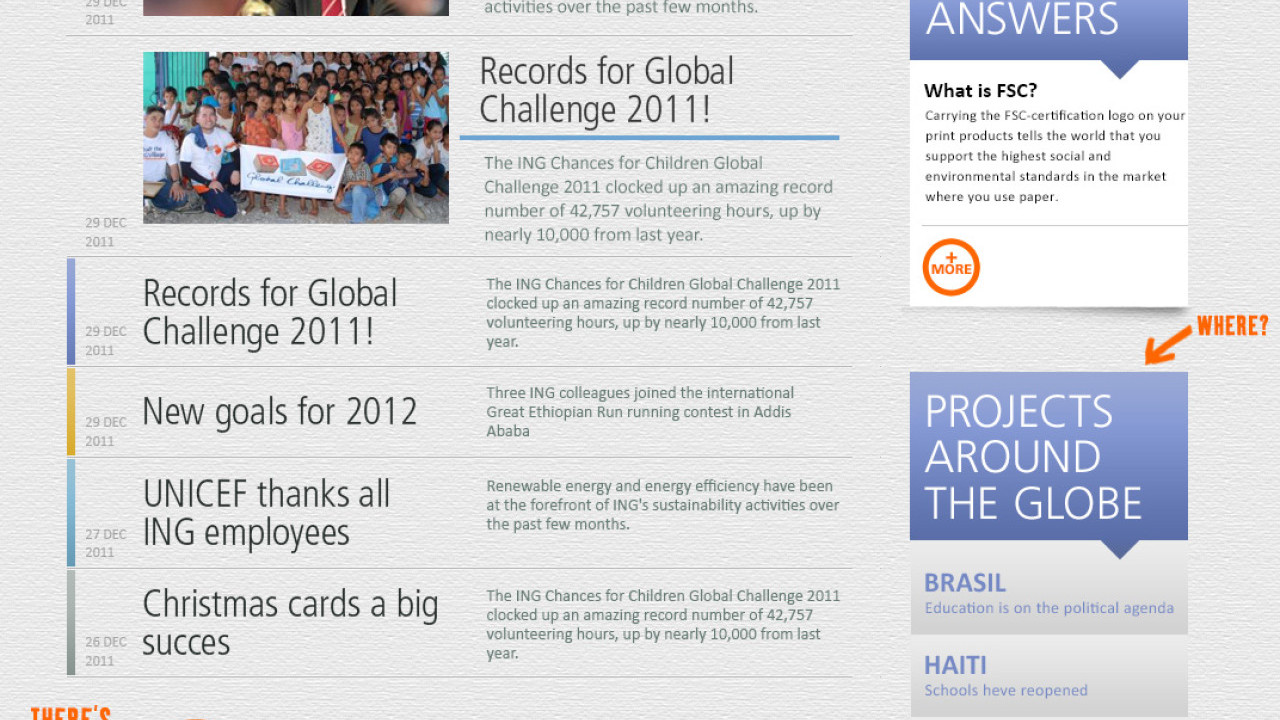 29 DEC
2011
activities over the past few months.
Global Challenge
29 DEC
2011
Records for Global
Challenge 2011!
The ING Chances for Children Global
Challenge 2011 clocked up an amazing record
number of 42,757 volunteering hours, up by
nearly 10,000 from last year.
29 DEC
2011
Records for Global
Challenge 2011!
The ING Chances for Children Global Challenge 2011
clocked up an amazing record number of 42,757
volunteering hours, up by nearly 10,000 from last
year.
29 DEC
2011
New goals for 2012
Three ING colleagues joined the international
Great Ethiopian Run running contest in Addis
Ababa
27 DEC
2011
UNICEF thanks all
ING employees
Renewable energy and energy efficiency have been
at the forefront of ING's sustainability activities over
the past few months.
26 DEC
2011
Christmas cards a big
succes
The ING Chances for Children Global Challenge 2011
clocked up an amazing record number of 42,757
volunteering hours, up by nearly 10,000 from last
year.
THERE'S
ANSWERS
What is FSC?
Carrying the FSC-certification logo on your
print products tells the world that you
support the highest social and
environmental standards in the market
where you use paper.
+
MORE
WHERE?
PROJECTS
AROUND
THE GLOBE
BRASIL
Education is on the political agenda
HAITI
Schools heve reopened